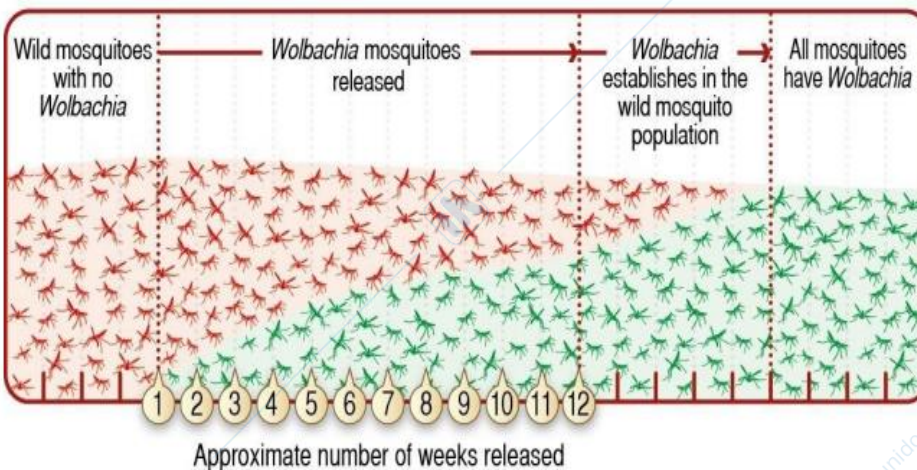 Wild mosquitoes
with no
Wolbachia
Wolbachia mosquitoes
released
Wolbachia
establishes in the
wild mosquito
population
All mosquitoes
have Wolbachia
1 2 3 4 5 6 7 8 9 10 11 12
Approximate number of weeks released